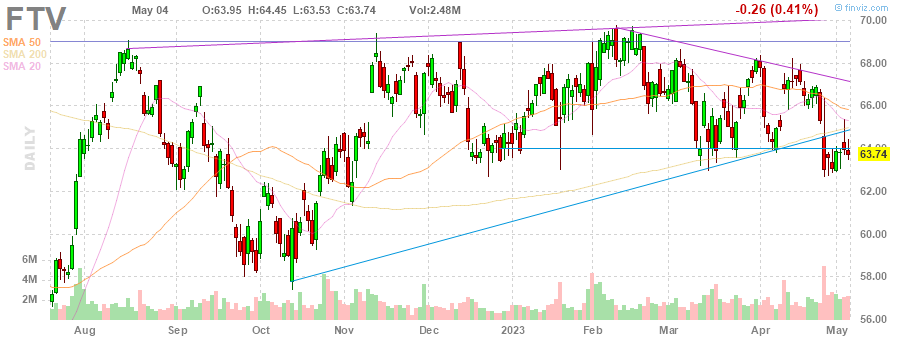 FTV
May 04 O:63.95 H:64.45 L:63.53 C:63.74 Vol:2.48M
-0.26 (0.41%)
© finviz.com
SMA 50
SMA 200
SMA 20
DAILY
70.00
68.00
66.00
64.00
63.74
62.00
60.00
58.00
56.00
6M
4M
2M
Aug Sep Oct Nov Dec 2023 Feb Mar Apr May